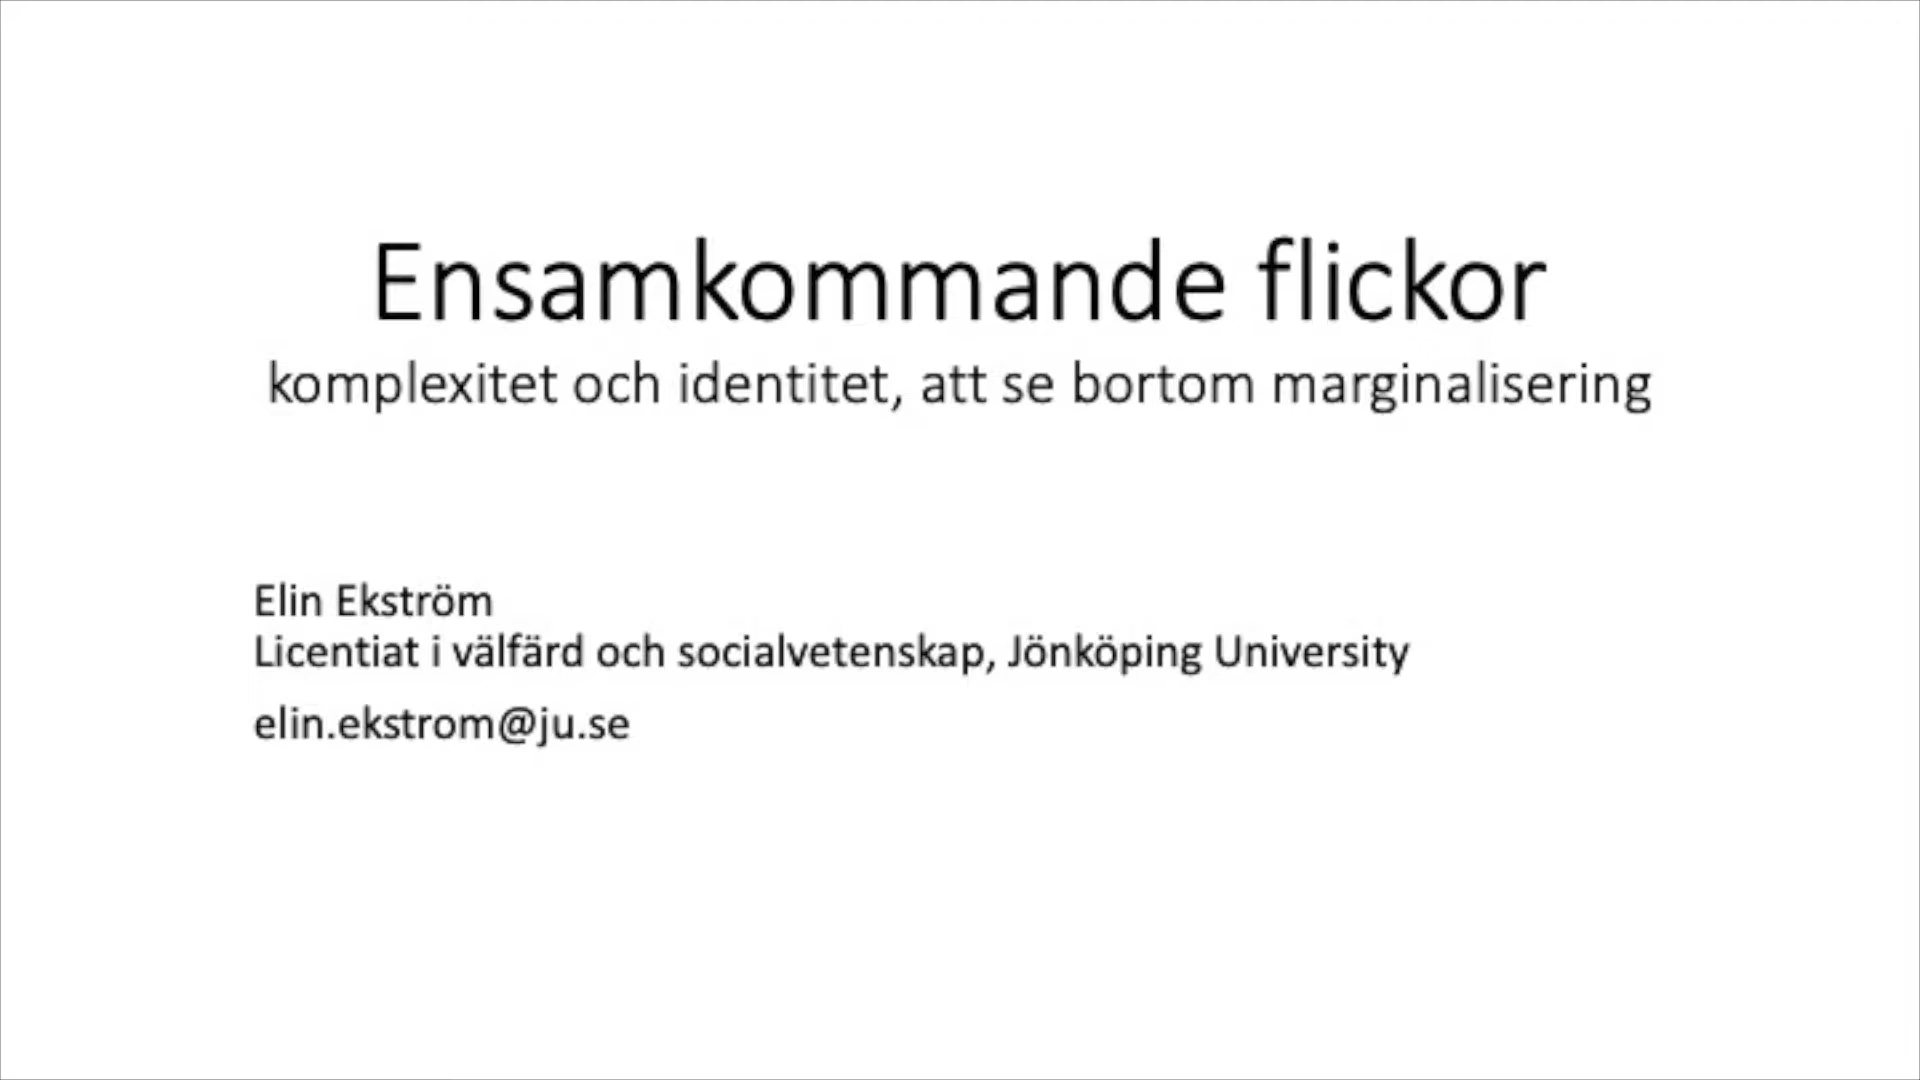 Ensamkommande flickor
komplexitet och identitet, att se bortom marginalisering
Elin Ekström
Licentiat i välfärd och socialvetenskap, Jönköping University
elin.ekstrom@ju.se